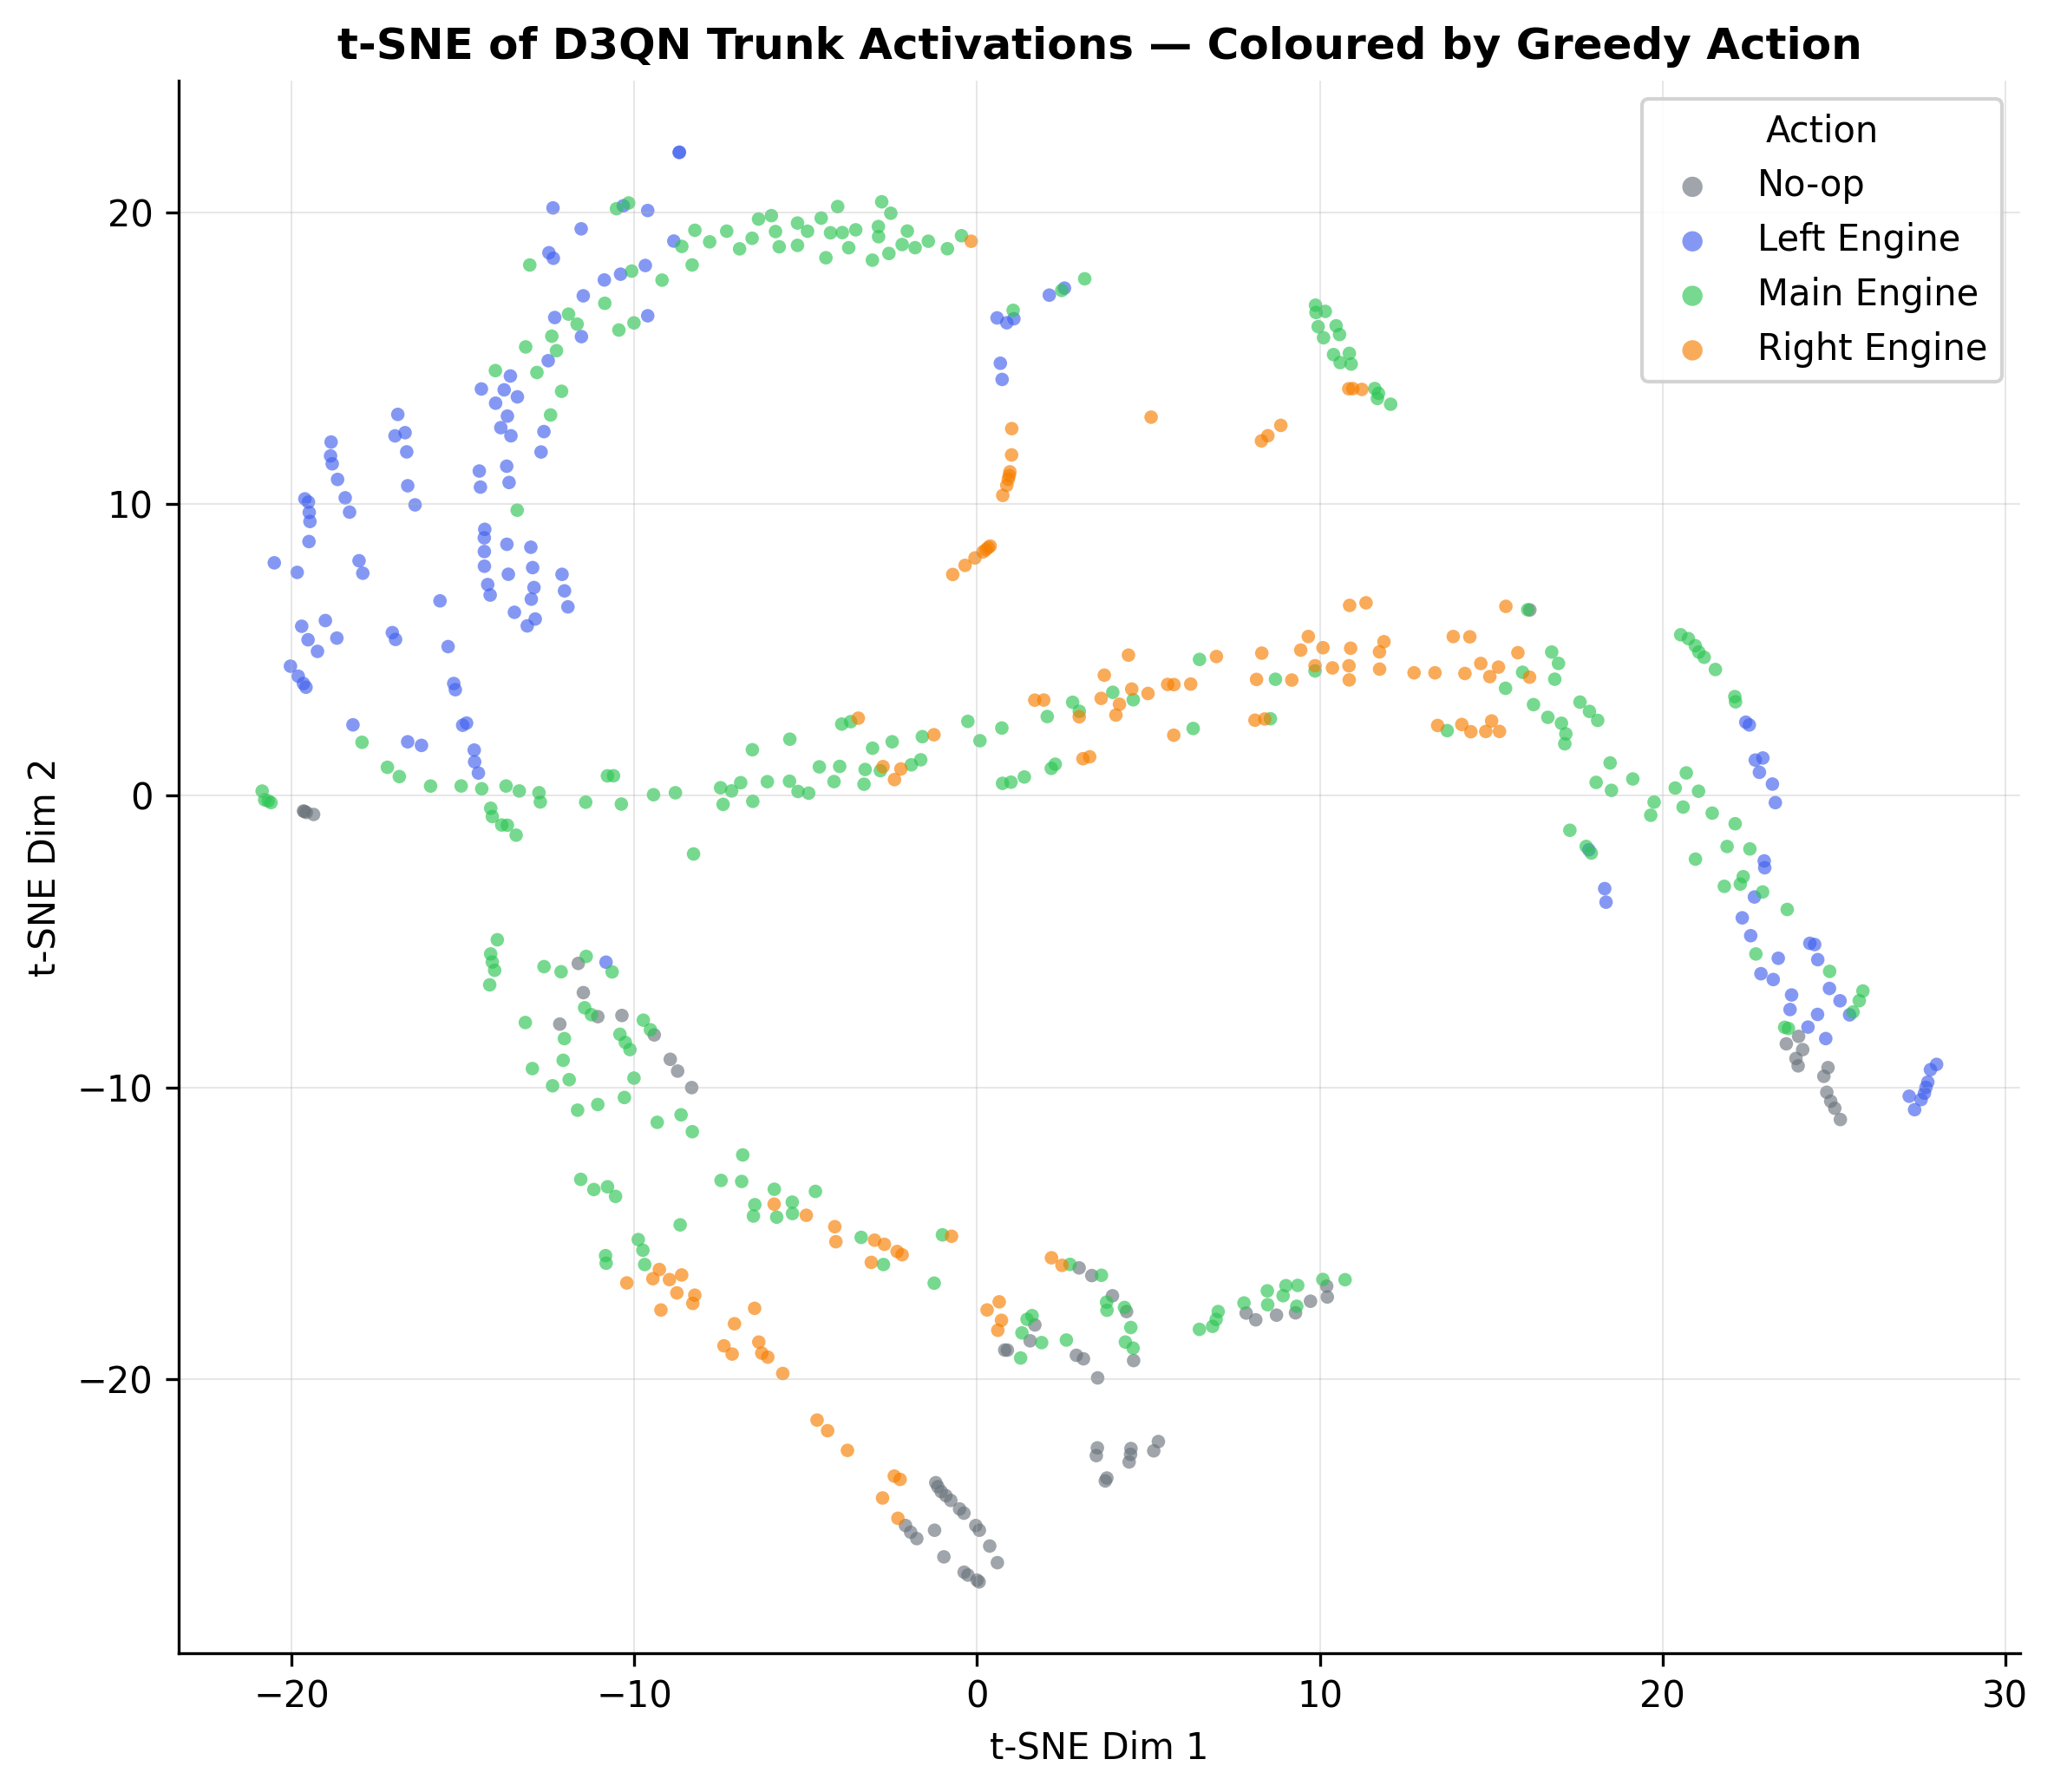 t-SNE of D3QN Trunk Activations — Coloured by Greedy Action
Action
No-op
Left Engine
Main Engine
Right Engine
t-SNE Dim 2
20
10
0
−10
−20
−20
−10
0
10
20
30
t-SNE Dim 1